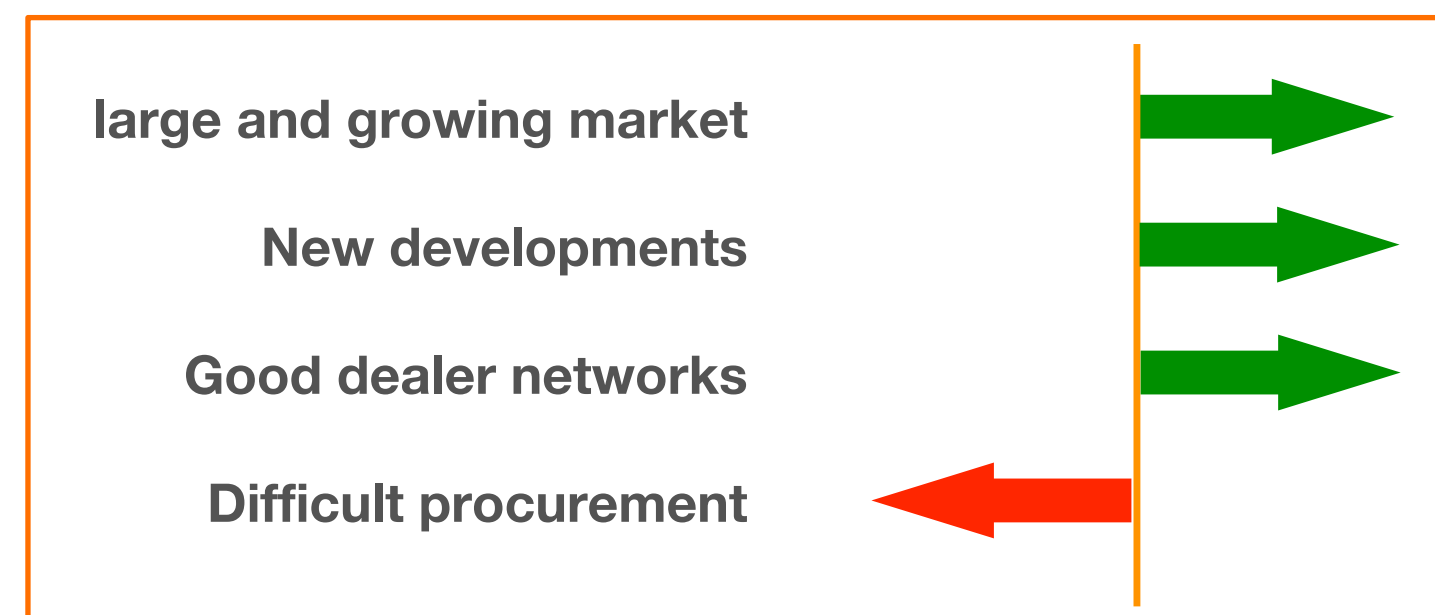 large and growing market
New developments
Good dealer networks
Difficult procurement